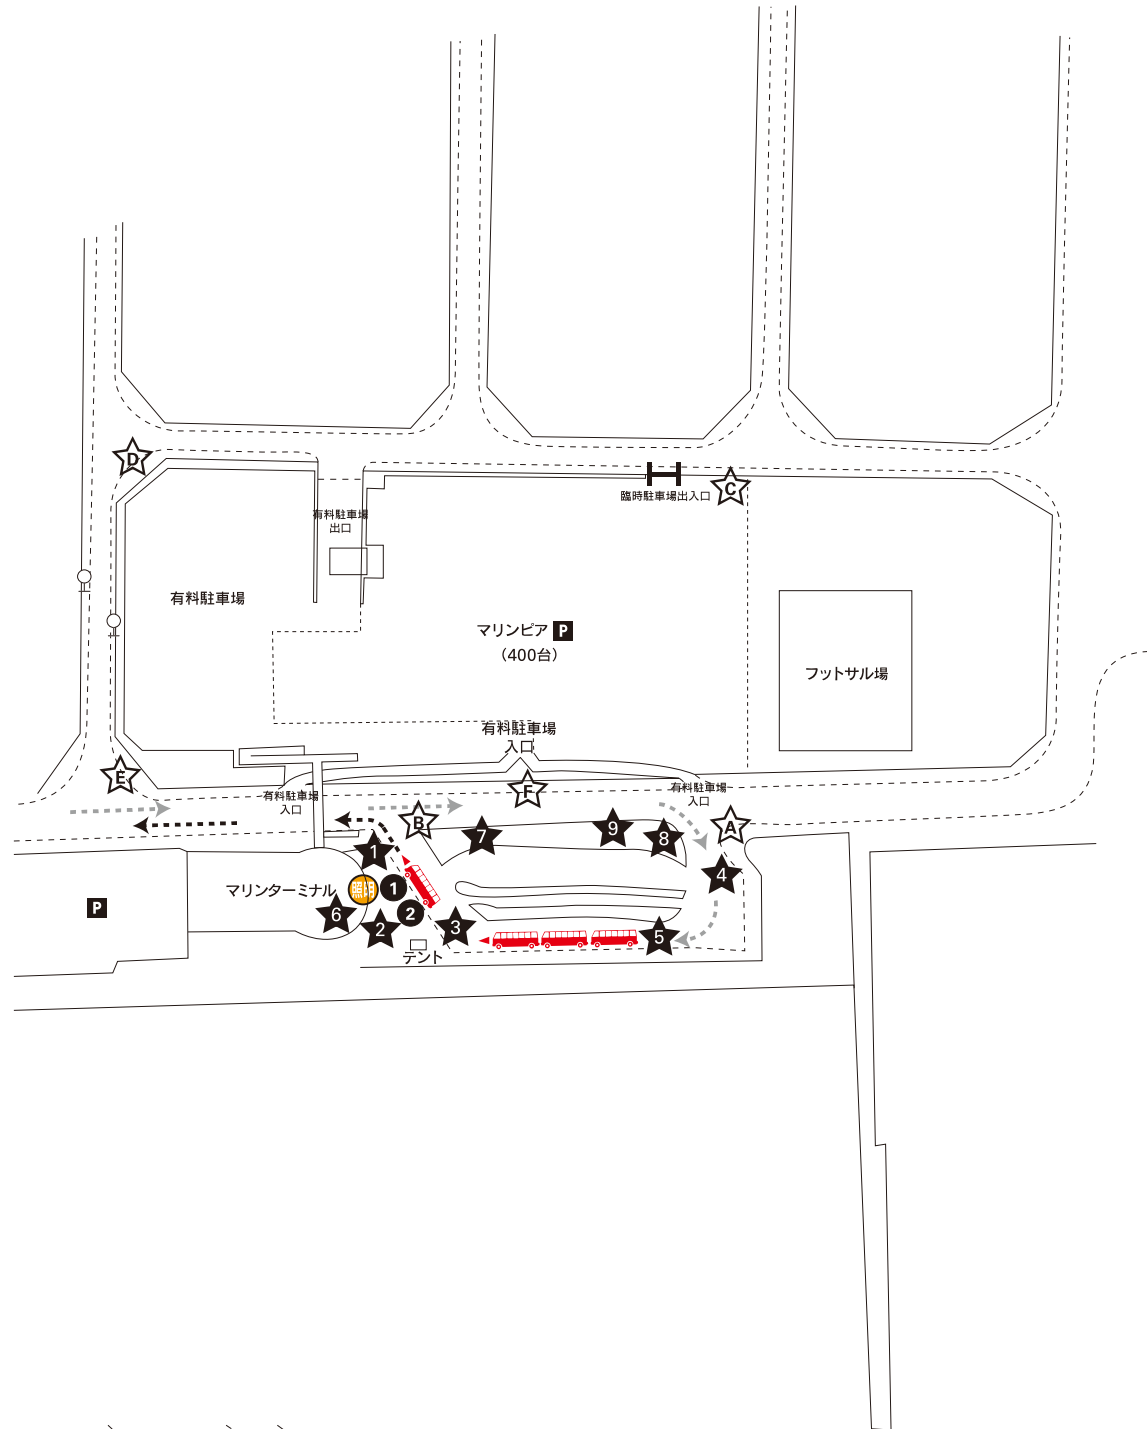 D
臨時駐車場出入口
C
有料駐車場
出口
有料駐車場
マリンピア P
（400台）
フットサル場
有料駐車場
入口
E
F
有料駐車場
入口
有料駐車場
入口
B
7
9
8
A
1
4
マリンターミナル
照明
1
P
6
2
2
3
5
テント